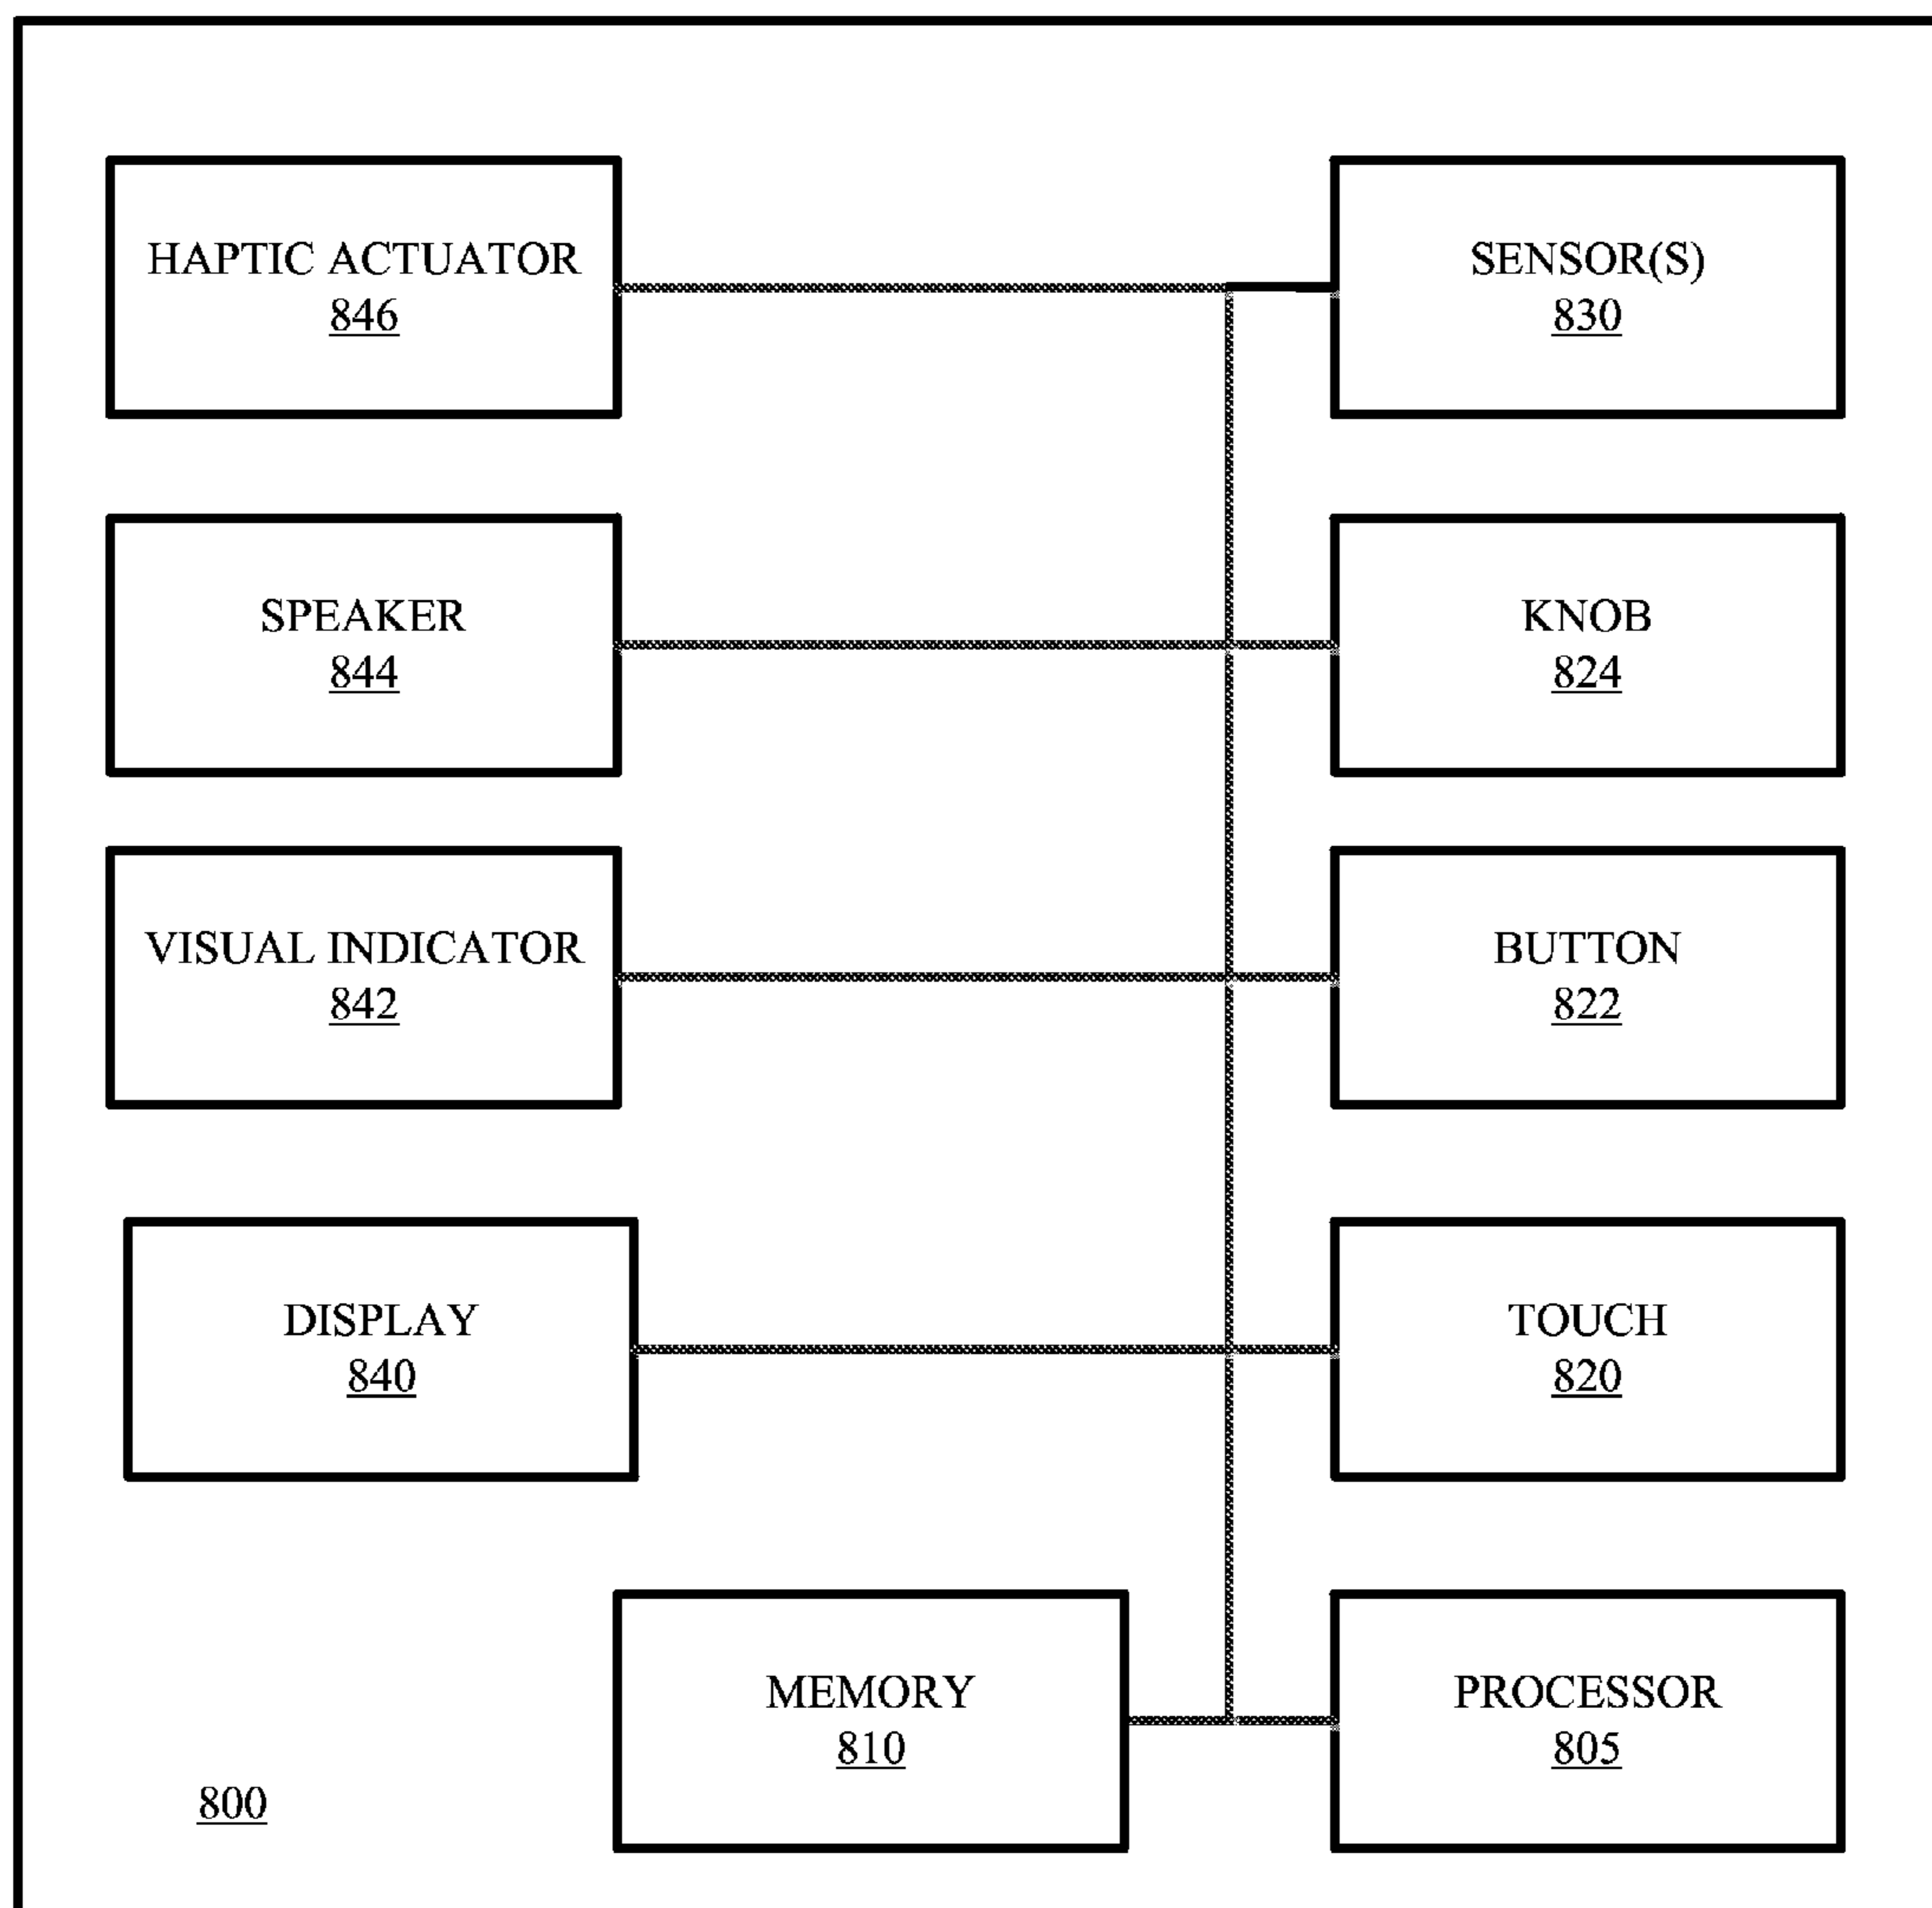 HAPTIC ACTUATOR
846
SENSOR(S)
830
SPEAKER
844
KNOB
824
VISUAL INDICATOR
842
BUTTON
822
DISPLAY
840
TOUCH
820
MEMORY
810
PROCESSOR
805
800